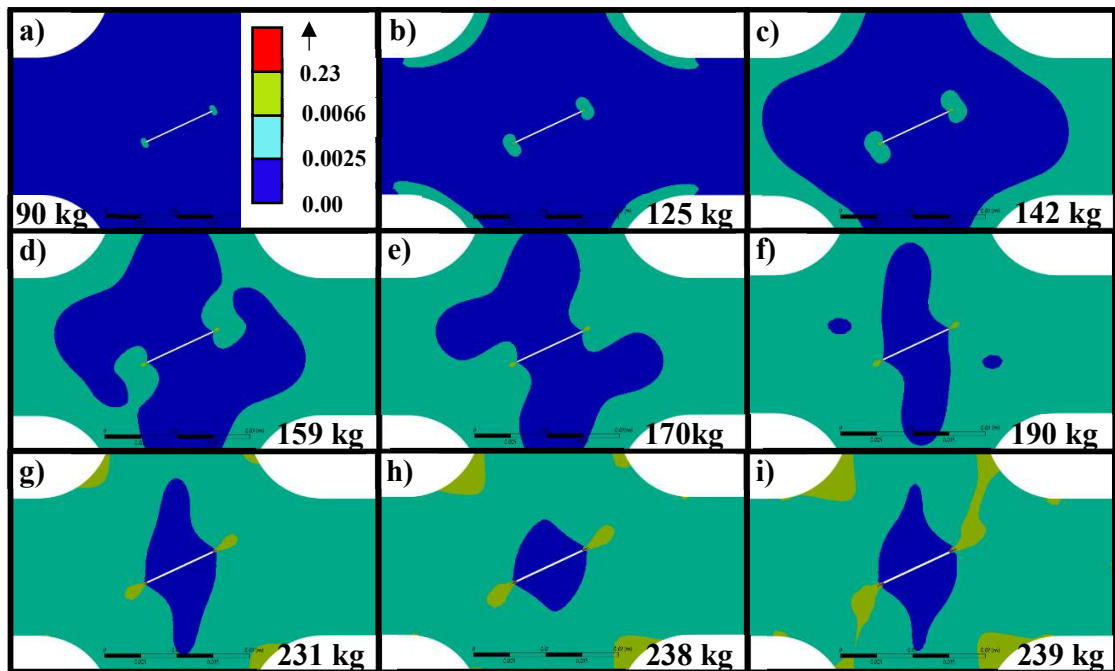 a)
0.23
0.0066
0.0025
0.00
90 kg
b)
125 kg
c)
142 kg
d)
159 kg
e)
170kg
f)
190 kg
g)
231 kg
h)
238 kg
i)
239 kg